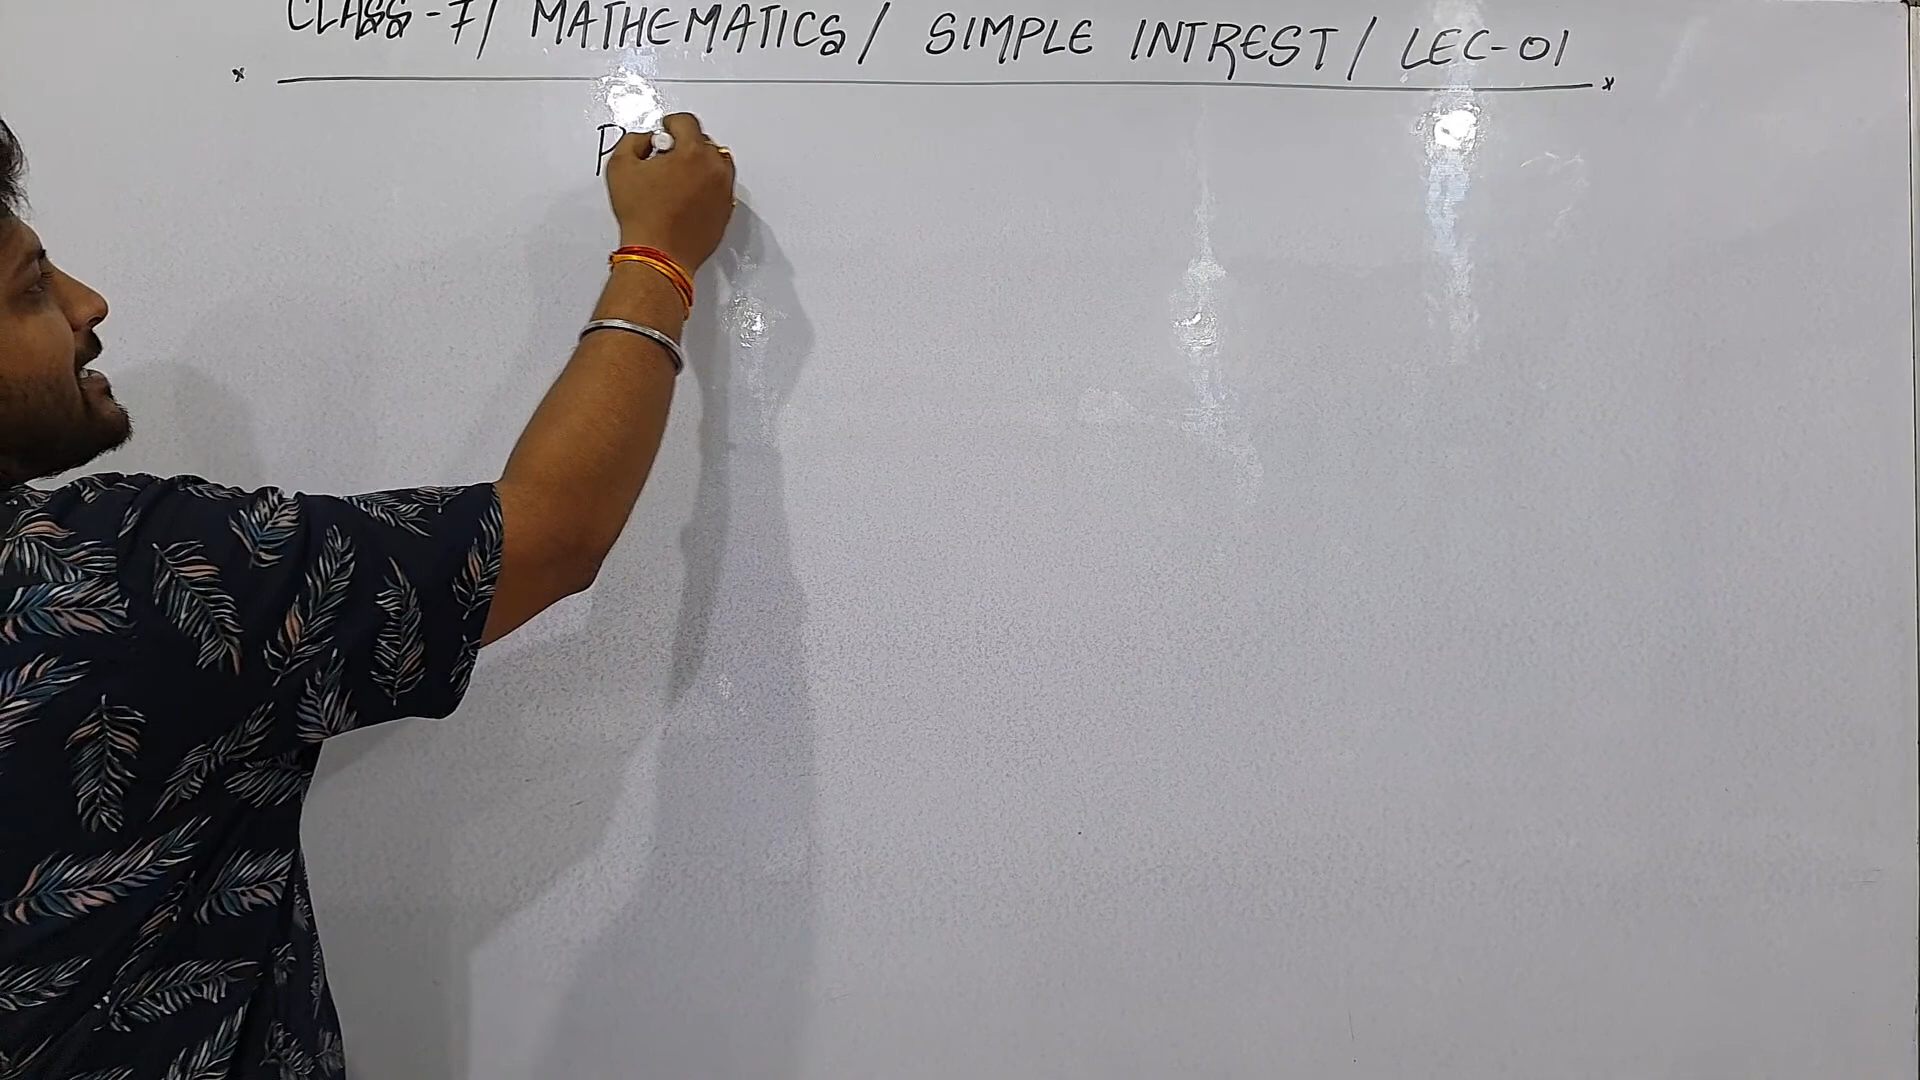 CLASS-7/ MATHEMATICS/ SIMPLE INTREST/ LEC-01
P